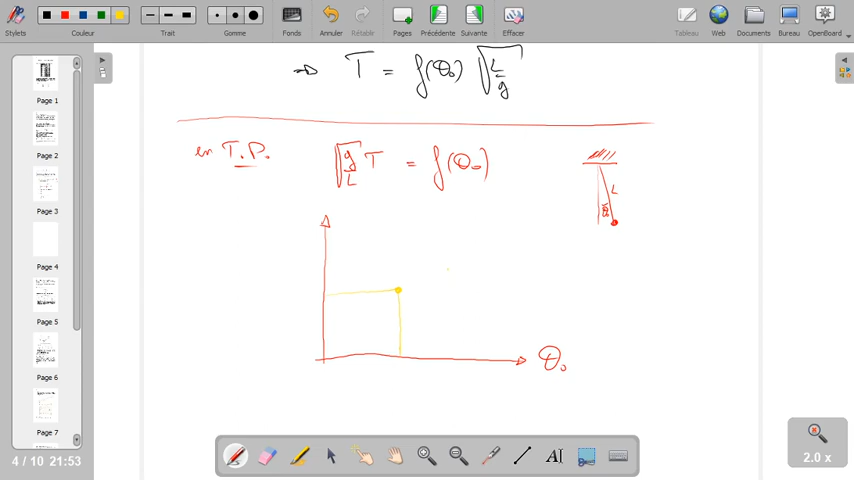 Stylets
Couleur
Trait
Gomme
Fonds
Annuler
Rétablir
Pages
Précédente
Suivante
Effacer
Tableau
Web
Documents
Bureau
OpenBoard
Page 1
Page 2
Page 3
Page 4
Page 5
Page 6
Page 7
⇒ T = f(θ₀) √(L/g)
en T.P. √(g/L) T = f(θ₀)
L
θ₀
θ₀
4 / 10 21:53
AI
2.0 x